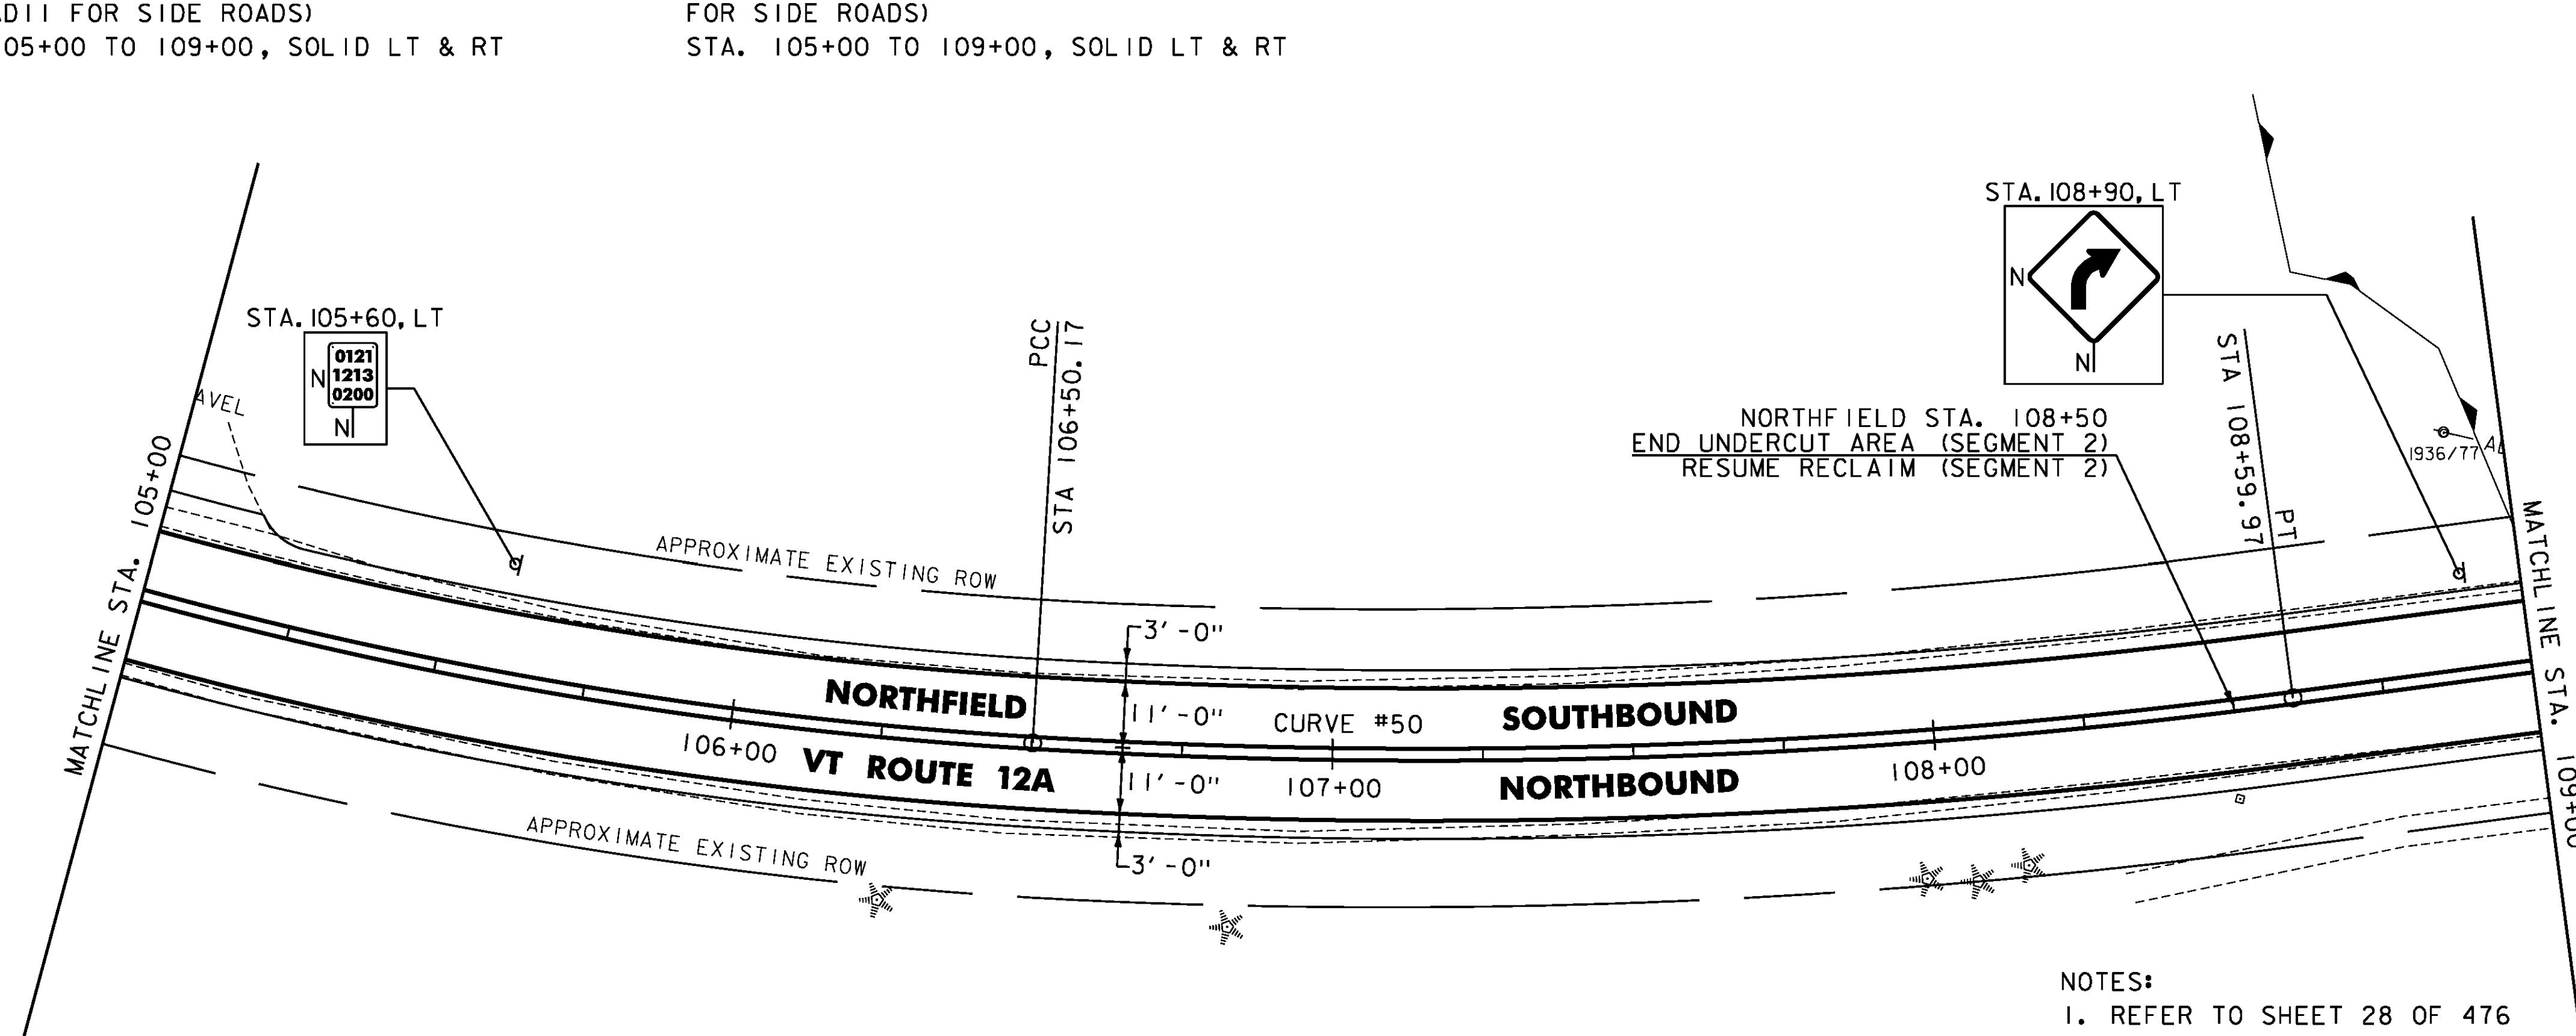 ADII FOR SIDE ROADS)
05+00 TO 109+00, SOLID LT & RT
FOR SIDE ROADS)
STA. 105+00 TO 109+00, SOLID LT & RT
STA. 105+60, LT
0121
1213
0200
N
N
AVEL
MATCHLINE STA. 105+00
APPROXIMATE EXISTING ROW
PCC
STA 106+50.17
STA. 108+90, LT
N
N
NORTHFIELD STA. 108+50
END UNDERCUT AREA (SEGMENT 2)
RESUME RECLAIM (SEGMENT 2)
STA 108+59.97
PT
1936/77
MATCHLINE STA. 109+00
3'-0"
NORTHFIELD
11'-0"
CURVE #50
SOUTHBOUND
106+00
VT ROUTE 12A
11'-0"
107+00
NORTHBOUND
108+00
3'-0"
APPROXIMATE EXISTING ROW
NOTES:
1. REFER TO SHEET 28 OF 476